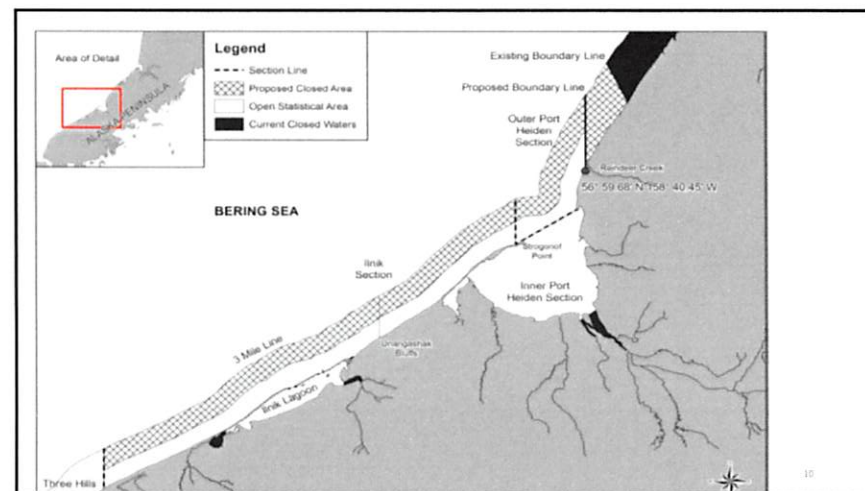 Area of Detail
ALASKA PENINSULA
Legend
Section Line
Proposed Closed Area
Open Statistical Area
Current Closed Waters
Existing Boundary Line
Proposed Boundary Line
Outer Port
Heiden
Section
Reindeer Creek
56° 59.68' N 158° 40.45' W
BERING SEA
Strogonof
Point
Ilnik
Section
Inner Port
Heiden Section
3 Mile Line
Unangashak
Bluffs
Ilnik Lagoon
Three Hills
10